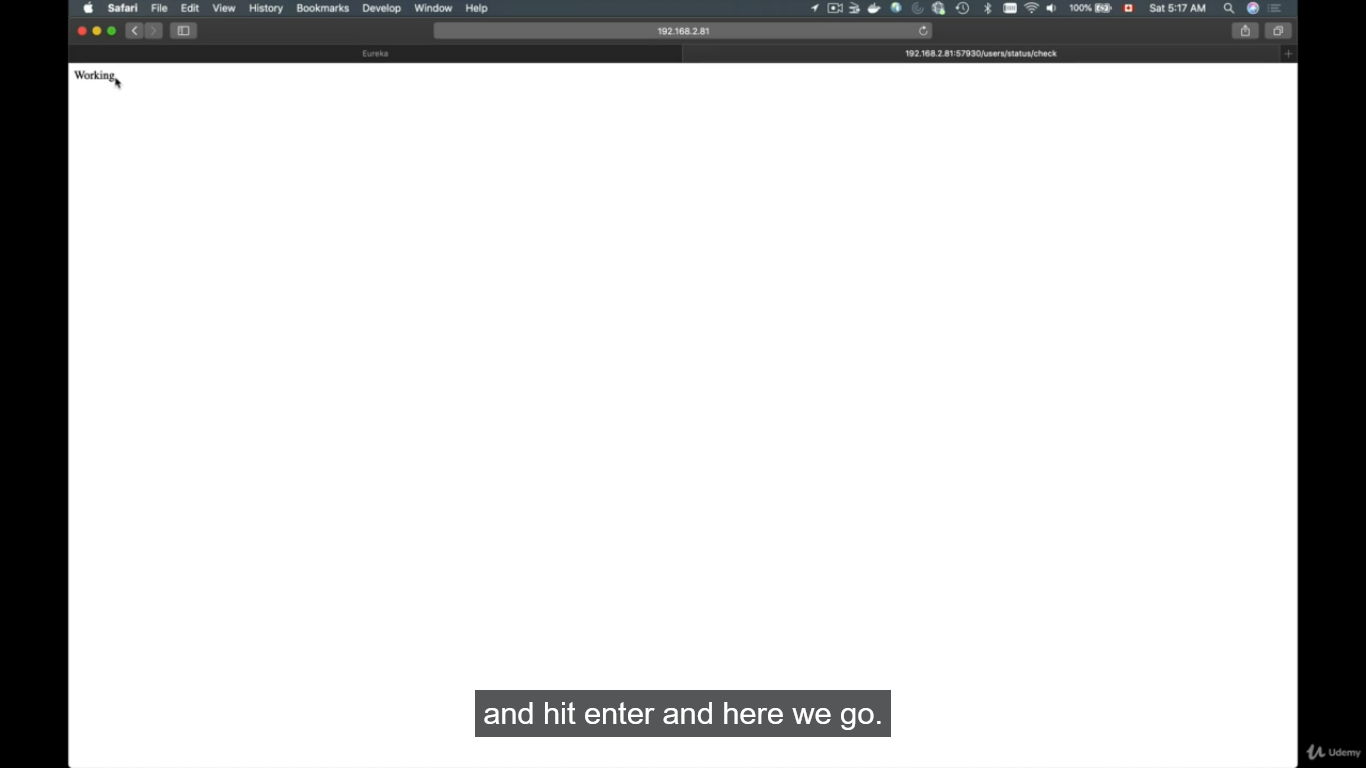 Safari File Edit View History Bookmarks Develop Window Help 100% Sat 5:17 AM
192.168.2.81
Eureka 192.168.2.81:57930/users/status/check
Working
and hit enter and here we go.
Udemy